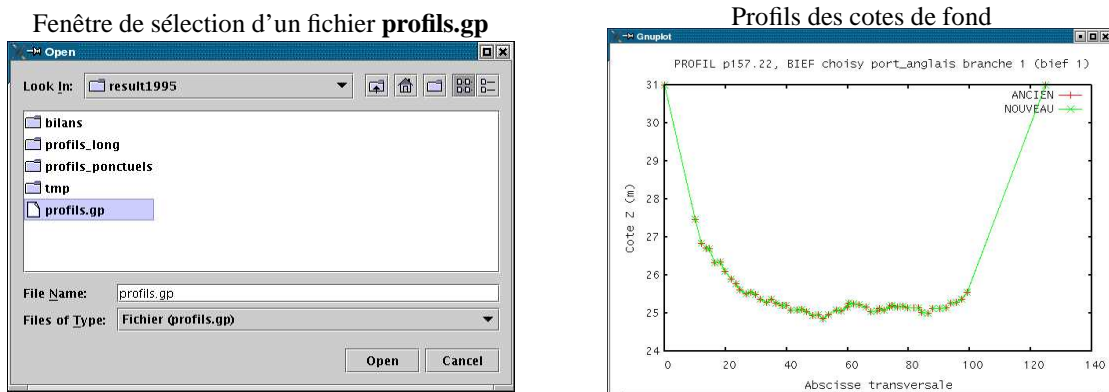 Fenêtre de sélection d'un fichier profils.gp
Open
Look In: result1995
bilans
profils_long
profils_ponctuels
tmp
profils.gp
File Name: profils.gp
Files of Type: Fichier (profils.gp)
Open Cancel
Profils des cotes de fond
Gnuplot
PROFIL p157.22, BIEF choisy port_anglais branche 1 (bief 1)
ANCIEN
NOUVEAU
Cote Z (m)
31
30
29
28
27
26
25
24
0 20 40 60 80 100 120 140
Abscisse transversale